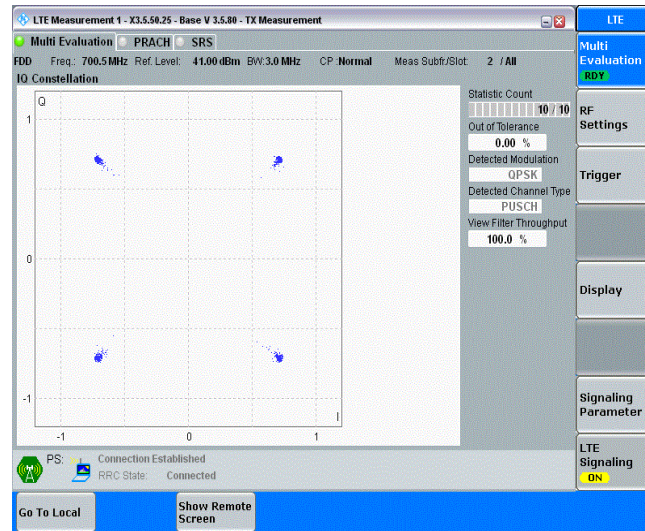 LTE Measurement 1 - X3.5.50.25 - Base V 3.5.80 - TX Measurement
LTE
Multi Evaluation PRACH SRS
FDD Freq.: 700.5 MHz Ref. Level: 41.00 dBm BW: 3.0 MHz CP: Normal Meas Subfr/Slot: 2 / All
IQ Constellation
Q
1
0
-1
-1 0 1
I
Statistic Count
10 / 10
Out of Tolerance
0.00 %
Detected Modulation
QPSK
Detected Channel Type
PUSCH
View Filter Throughput
100.0 %
Multi
Evaluation
RDY
RF
Settings
Trigger
Display
Signaling
Parameter
LTE
Signaling
ON
PS: Connection Established
RRC State: Connected
Go To Local
Show Remote
Screen